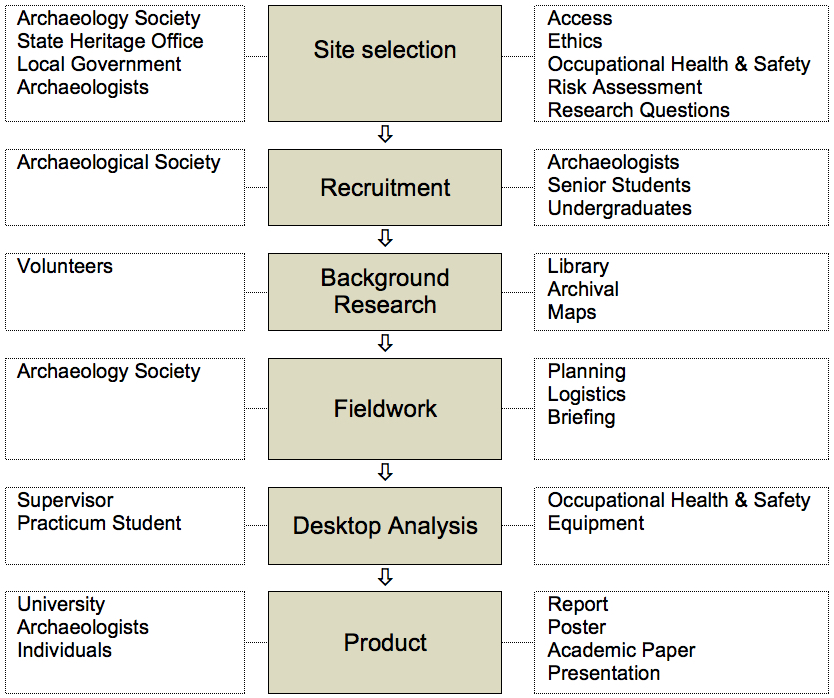 Archaeology Society
State Heritage Office
Local Government
Archaeologists
Site selection
Access
Ethics
Occupational Health & Safety
Risk Assessment
Research Questions
Archaeological Society
Recruitment
Archaeologists
Senior Students
Undergraduates
Volunteers
Background
Research
Library
Archival
Maps
Archaeology Society
Fieldwork
Planning
Logistics
Briefing
Supervisor
Practicum Student
Desktop Analysis
Occupational Health & Safety
Equipment
University
Archaeologists
Individuals
Product
Report
Poster
Academic Paper
Presentation